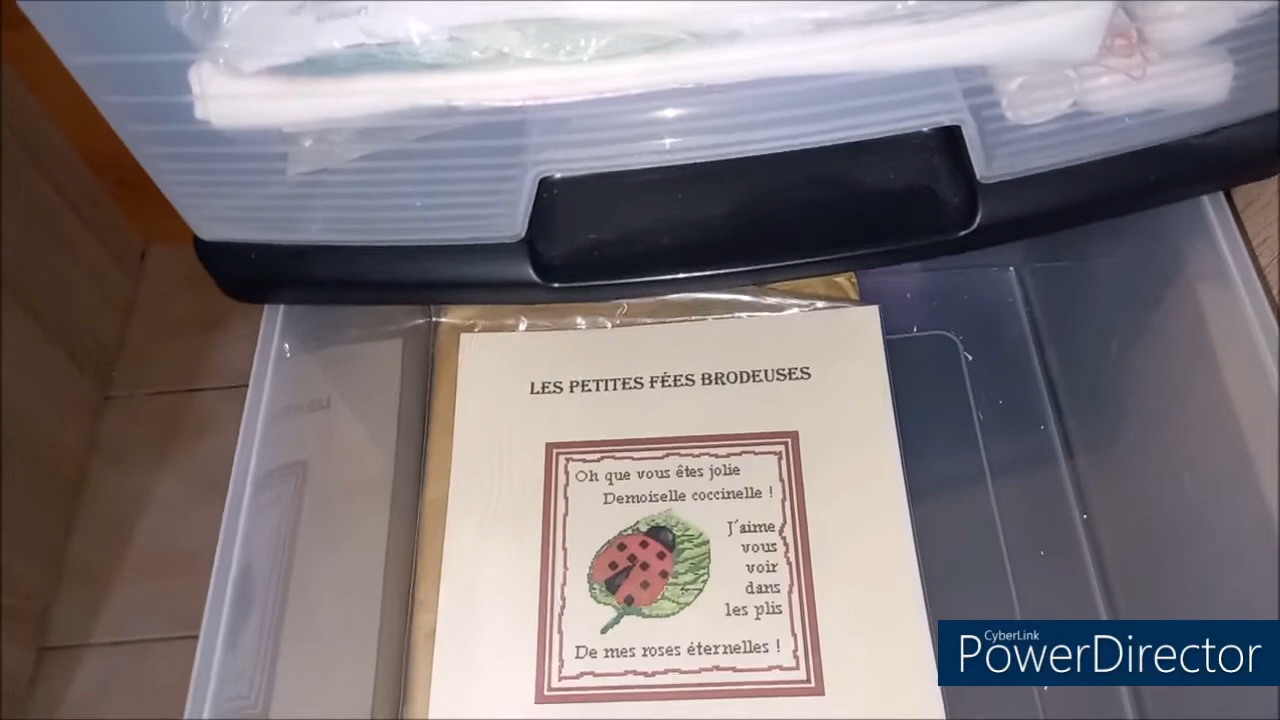 LES PETITES FÉES BRODEUSES
Oh que vous êtes jolie
Demoiselle coccinelle !
J'aime
vous
voir
dans
les plis
De mes roses éternelles !
CyberLink
PowerDirector